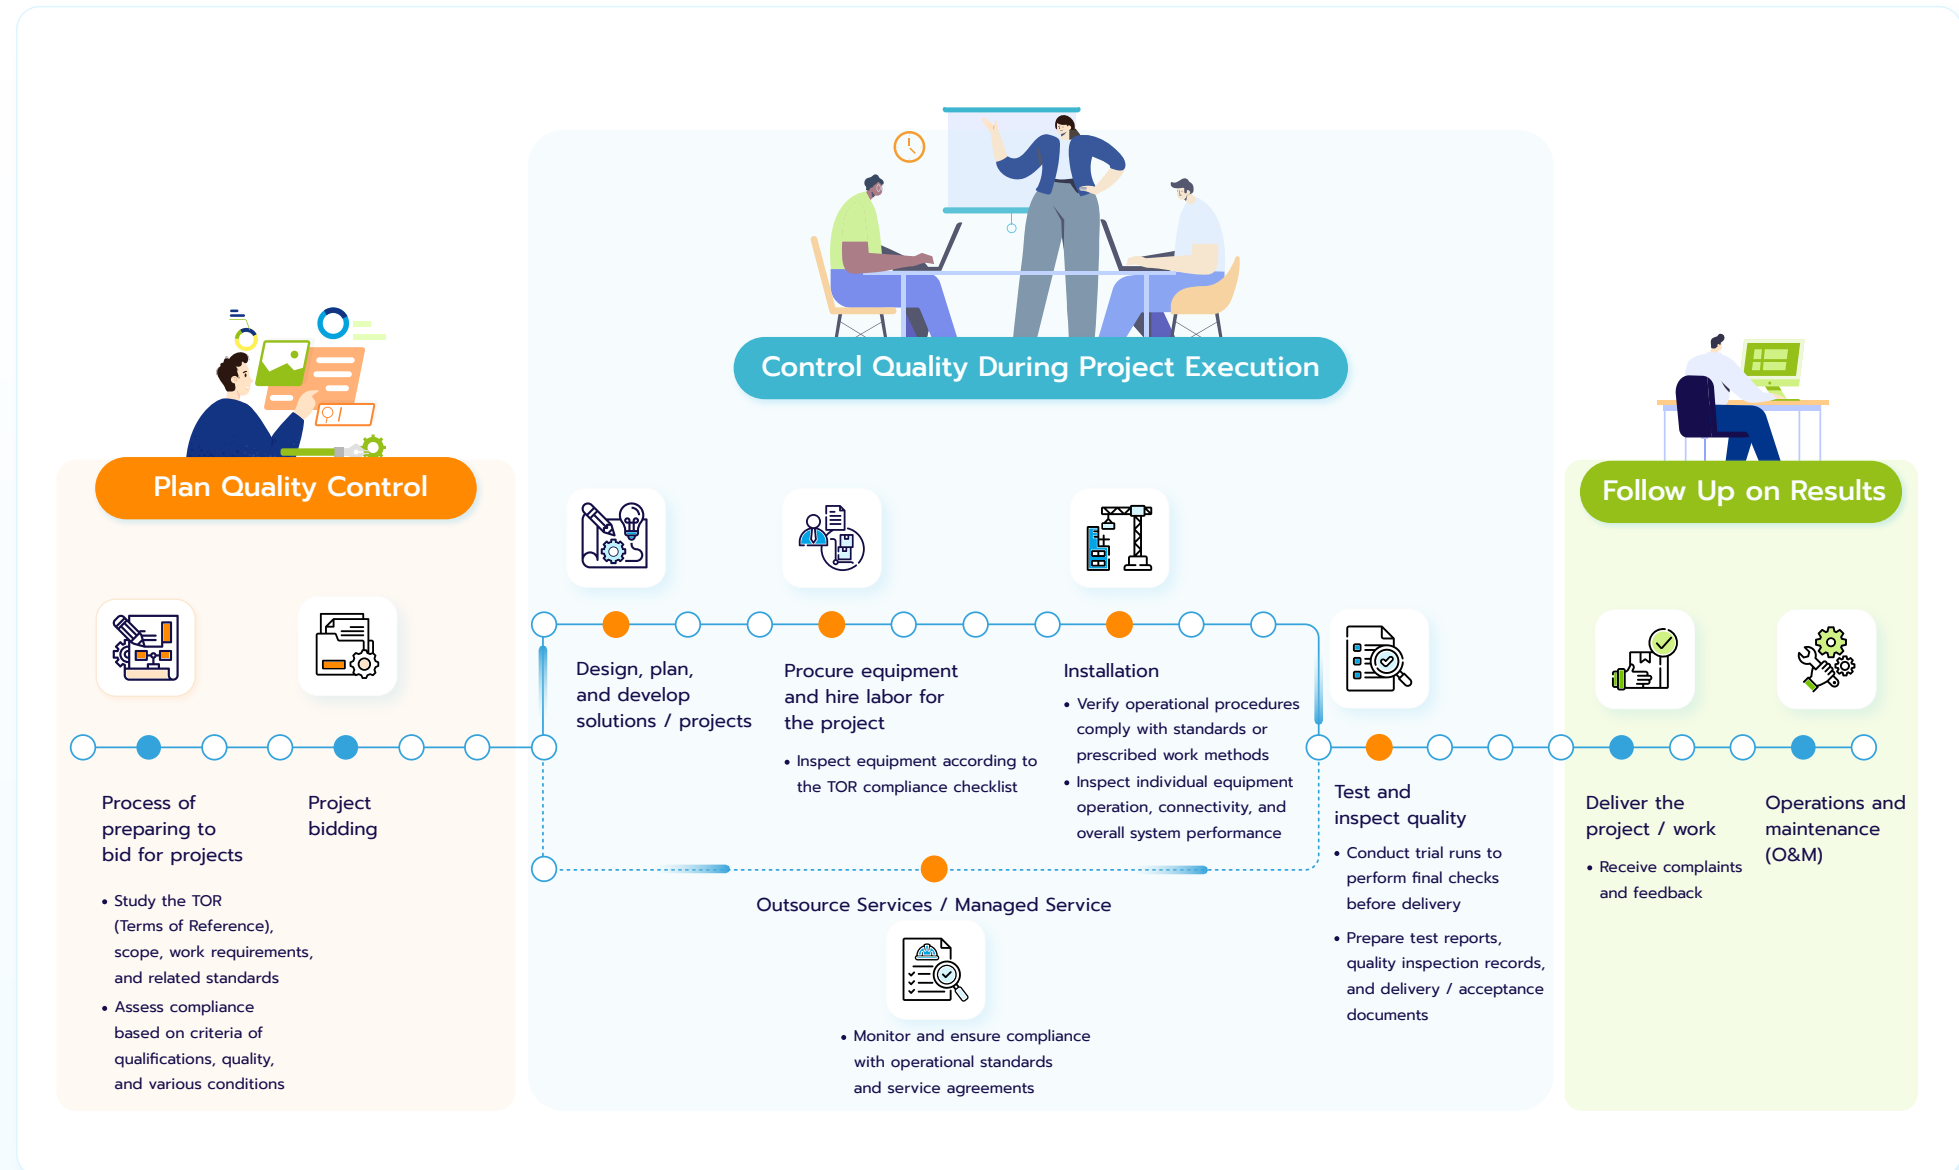 Control Quality During Project Execution
Plan Quality Control
Follow Up on Results
Process of
preparing to
bid for projects
• Study the TOR
(Terms of Reference),
scope, work requirements,
and related standards
• Assess compliance
based on criteria of
qualifications, quality,
and various conditions
Project
bidding
Design, plan,
and develop
solutions / projects
Procure equipment
and hire labor for
the project
• Inspect equipment according to
the TOR compliance checklist
Installation
• Verify operational procedures
comply with standards or
prescribed work methods
• Inspect individual equipment
operation, connectivity, and
overall system performance
Outsource Services / Managed Service
• Monitor and ensure compliance
with operational standards
and service agreements
Test and
inspect quality
• Conduct trial runs to
perform final checks
before delivery
• Prepare test reports,
quality inspection records,
and delivery / acceptance
documents
Deliver the
project / work
• Receive complaints
and feedback
Operations and
maintenance
(O&M)